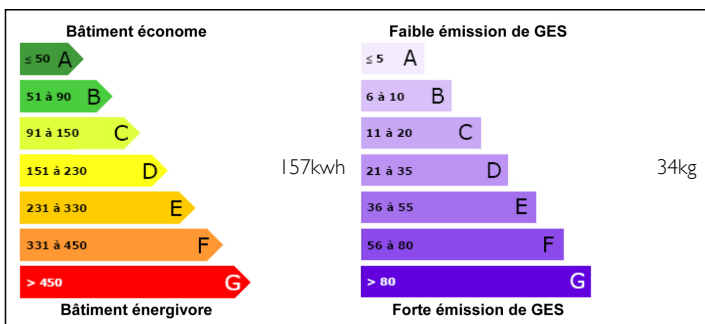 Bâtiment économe
≤ 50 A
51 à 90 B
91 à 150 C
151 à 230 D
157kwh
231 à 330 E
331 à 450 F
> 450 G
Bâtiment énergivore
Faible émission de GES
≤ 5 A
6 à 10 B
11 à 20 C
21 à 35 D
34kg
36 à 55 E
56 à 80 F
> 80 G
Forte émission de GES